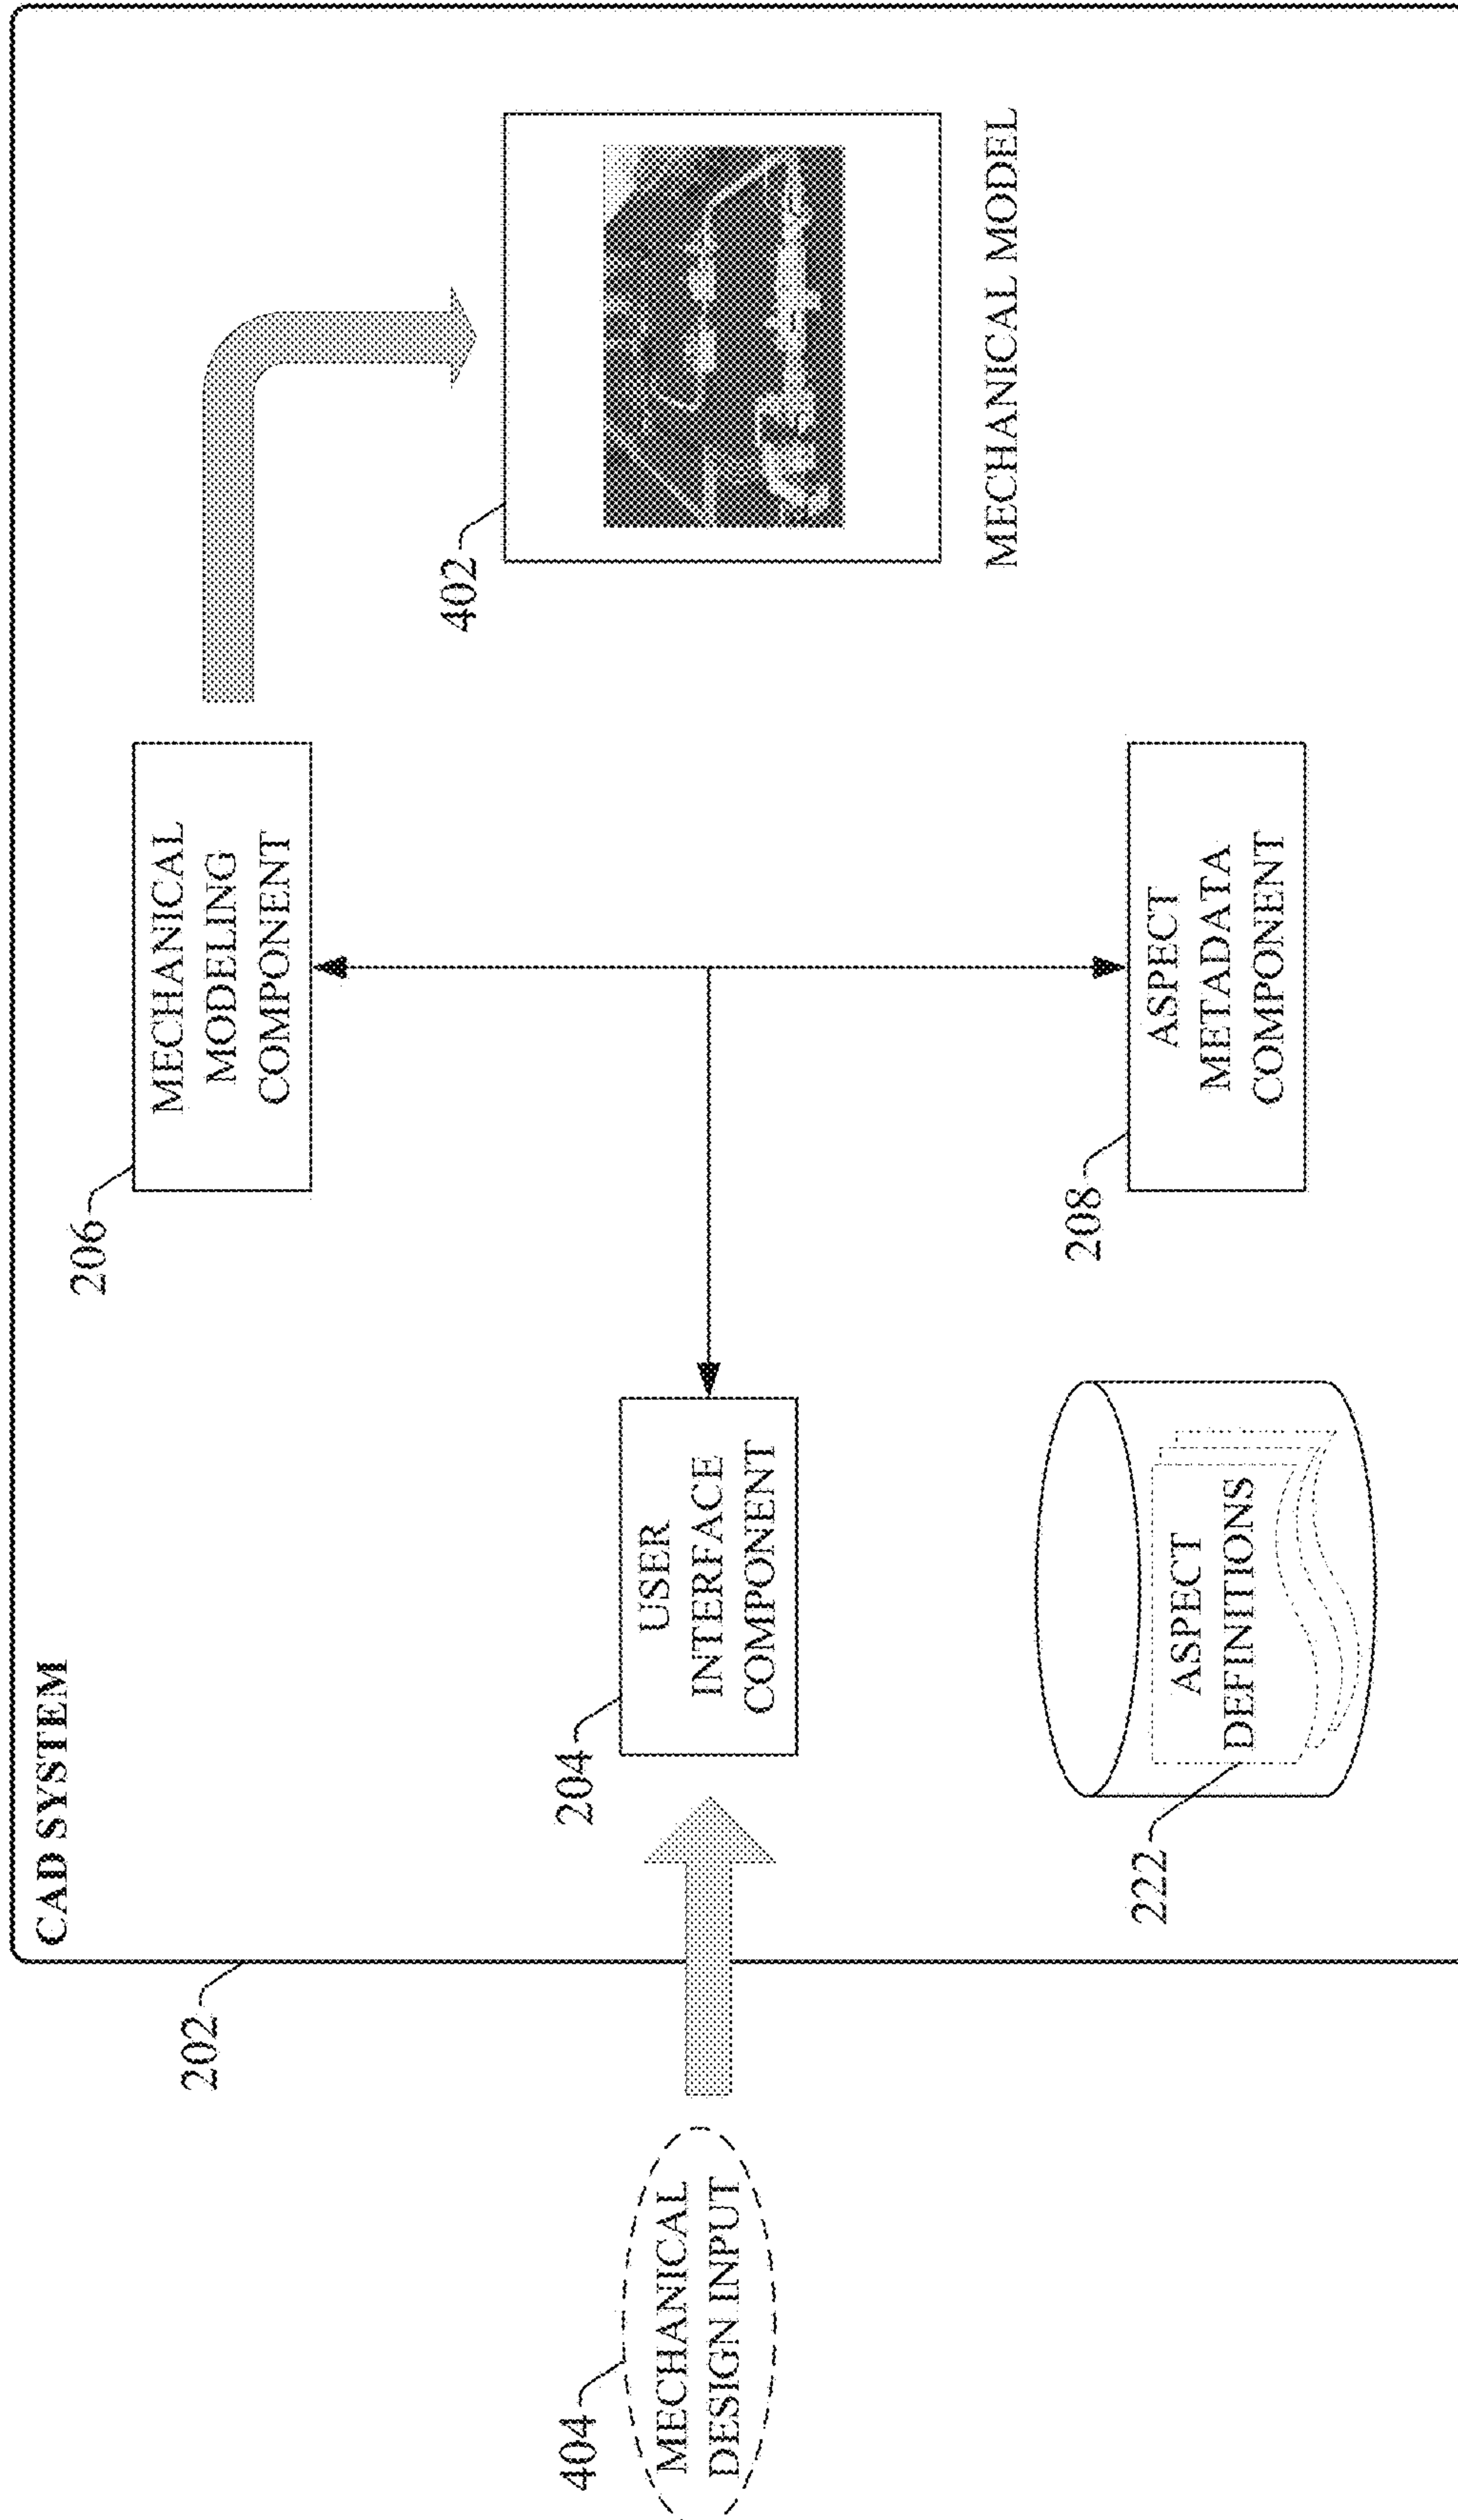 CAD SYSTEM
202
206
MECHANICAL
MODELING
COMPONENT
402
MECHANICAL MODEL
404
MECHANICAL
DESIGN INPUT
204
USER
INTERFACE
COMPONENT
222
ASPECT
DEFINITIONS
208
ASPECT
METADATA
COMPONENT